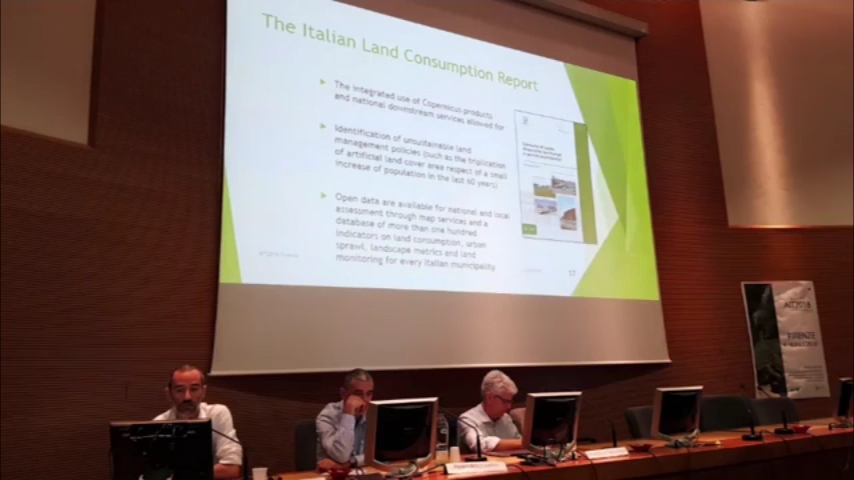 The Italian Land Consumption Report
The integrated use of Copernicus products
and national downstream services allowed for
Identification of unsustainable land
management policies (such as the triplication
of artificial land cover area respect of a small
increase of population in the last 60 years)
Open data are available for national and local
assessment through map services and a
database of more than one hundred
indicators on land consumption, urban
sprawl, landscape metrics and land
monitoring for every Italian municipality
FIRENZE